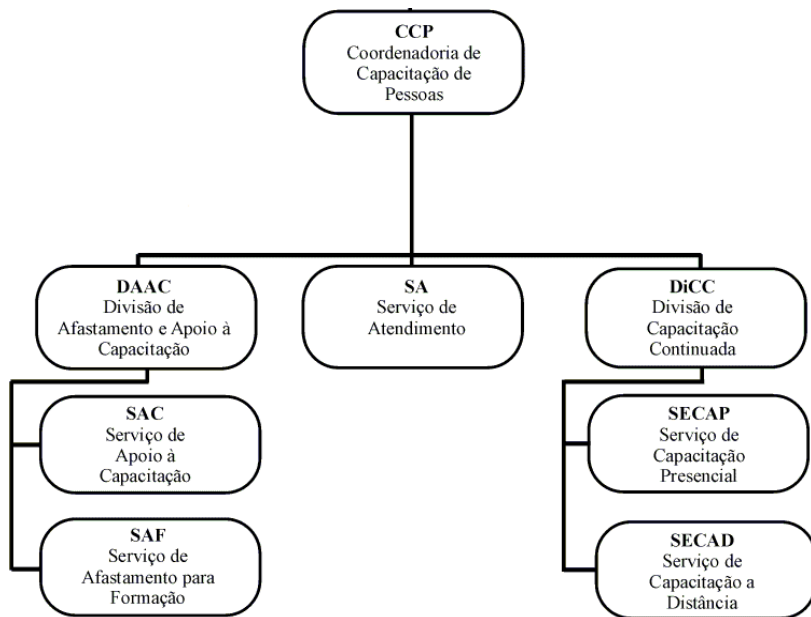 CCP
Coordenadoria de
Capacitação de
Pessoas
DAAC
Divisão de
Afastamento e Apoio à
Capacitação
SA
Serviço de
Atendimento
DiCC
Divisão de
Capacitação
Continuada
SAC
Serviço de
Apoio à
Capacitação
SECAP
Serviço de
Capacitação
Presencial
SAF
Serviço de
Afastamento para
Formação
SECAD
Serviço de
Capacitação a
Distância